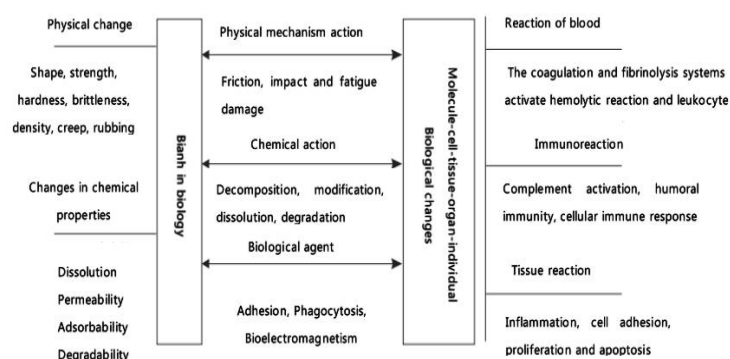 Physical change
Shape, strength,
hardness, brittleness,
density, creep, rubbing
Changes in chemical
properties
Dissolution
Permeability
Adsorbability
Degradability
Bianh in biology
Physical mechanism action
Friction, impact and fatigue
damage
Chemical action
Decomposition, modification,
dissolution, degradation
Biological agent
Adhesion, Phagocytosis,
Bioelectromagnetism
Molecule-cell-tissue-organ-individual
Biological changes
Reaction of blood
The coagulation and fibrinolysis systems
activate hemolytic reaction and leukocyte
Immunoreaction
Complement activation, humoral
immunity, cellular immune response
Tissue reaction
Inflammation, cell adhesion,
proliferation and apoptosis